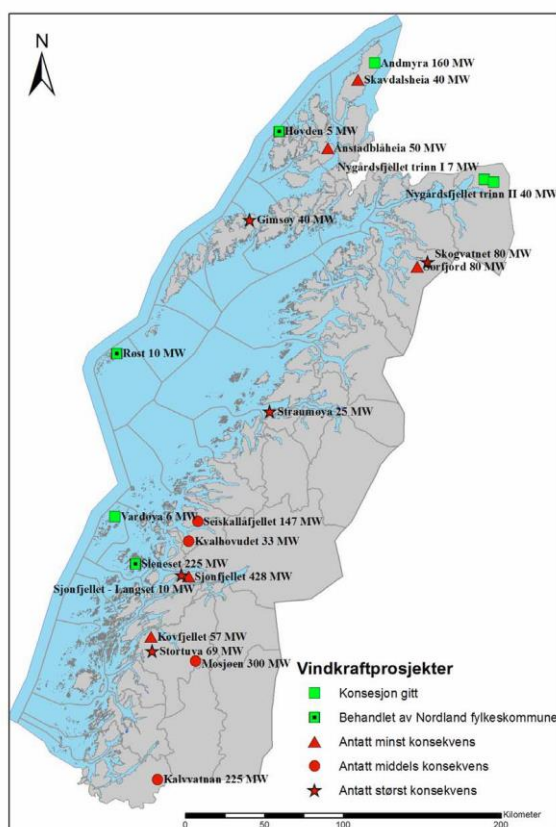 N
Andmyra 160 MW
Skavdalsheia 40 MW
Hovden 5 MW
Ånstadblåheia 50 MW
Nygårdsfjellet trinn I 7 MW
Nygårdsfjellet trinn II 40 MW
Gimsøy 40 MW
Skogvatnet 80 MW
Sørfjord 80 MW
Røst 10 MW
Straumøya 25 MW
Vardøya 6 MW
Seiskallåfjellet 147 MW
Kvalhovudet 33 MW
Sleneset 225 MW
Sjonfjellet 428 MW
Sjonfjellet - Langset 10 MW
Kovfjellet 57 MW
Stortuva 69 MW
Mosjøen 300 MW
Kalvvatnan 225 MW
Vindkraftprosjekter
Konsesjon gitt
Behandlet av Nordland fylkeskommune
Antatt minst konsekvens
Antatt middels konsekvens
Antatt størst konsekvens
Kilometer
0 50 100 200